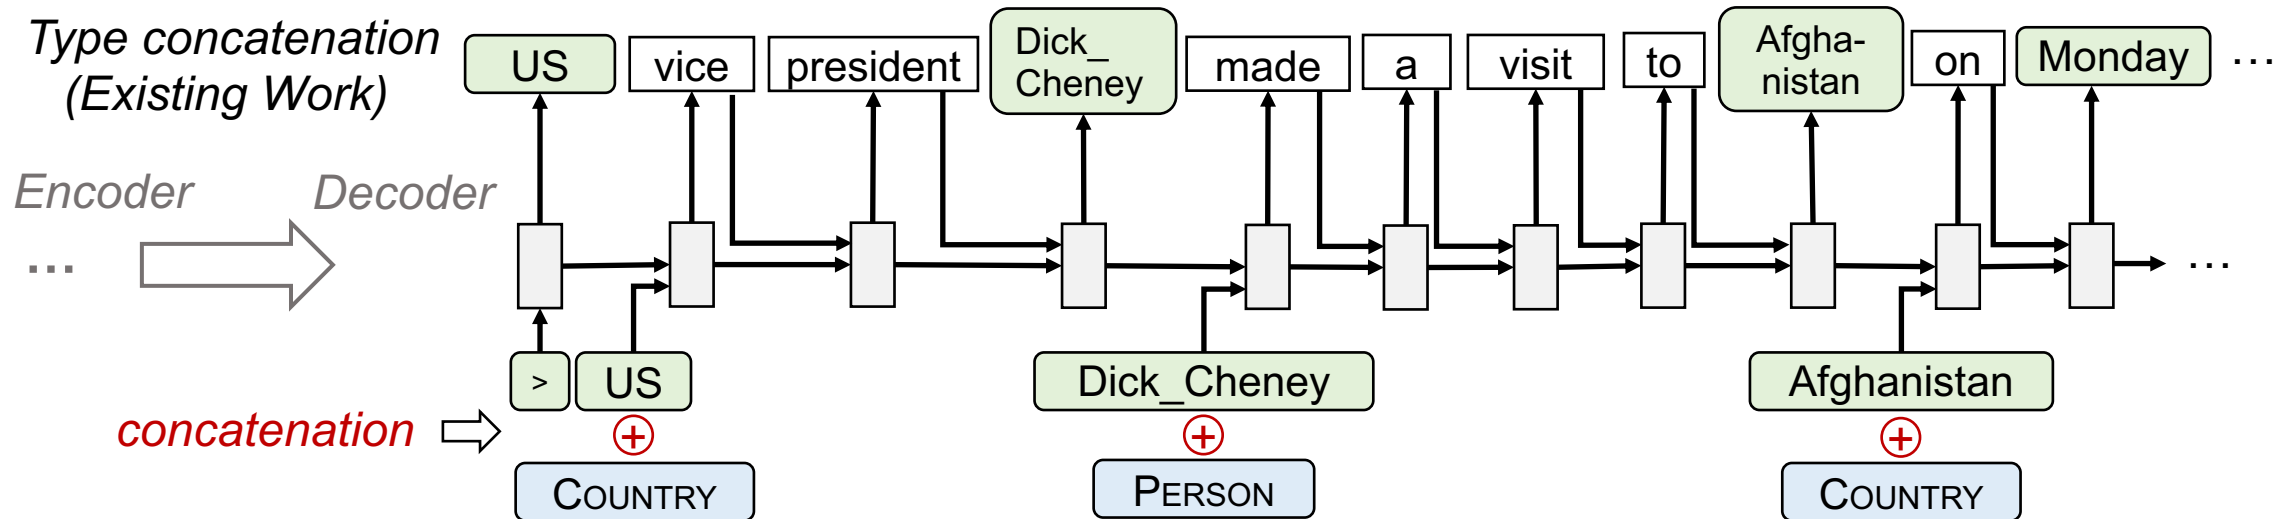 Type concatenation
(Existing Work)
US vice president Dick_
Cheney made a visit to Afgha-
nistan on Monday ...
Encoder Decoder
... ...
> US Dick_Cheney Afghanistan
concatenation + + +
COUNTRY PERSON COUNTRY